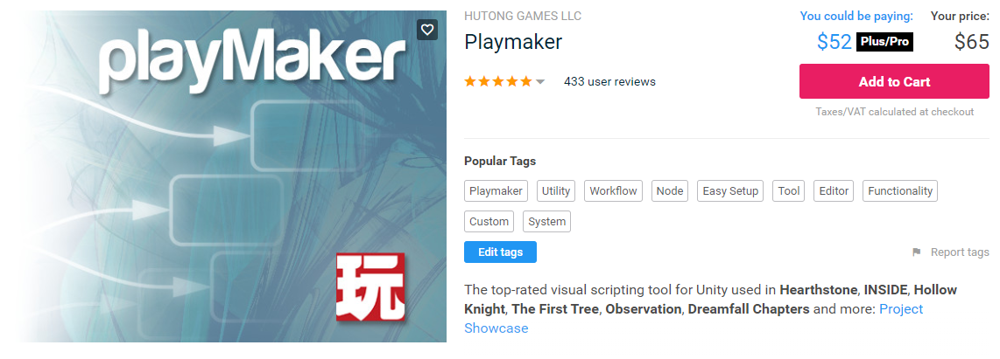 playMaker
玩
HUTONG GAMES LLC
Playmaker
433 user reviews
You could be paying:
$52 Plus/Pro
Your price:
$65
Add to Cart
Taxes/VAT calculated at checkout
Popular Tags
Playmaker Utility Workflow Node Easy Setup Tool Editor Functionality
Custom System
Edit tags
Report tags
The top-rated visual scripting tool for Unity used in Hearthstone, INSIDE, Hollow
Knight, The First Tree, Observation, Dreamfall Chapters and more: Project
Showcase